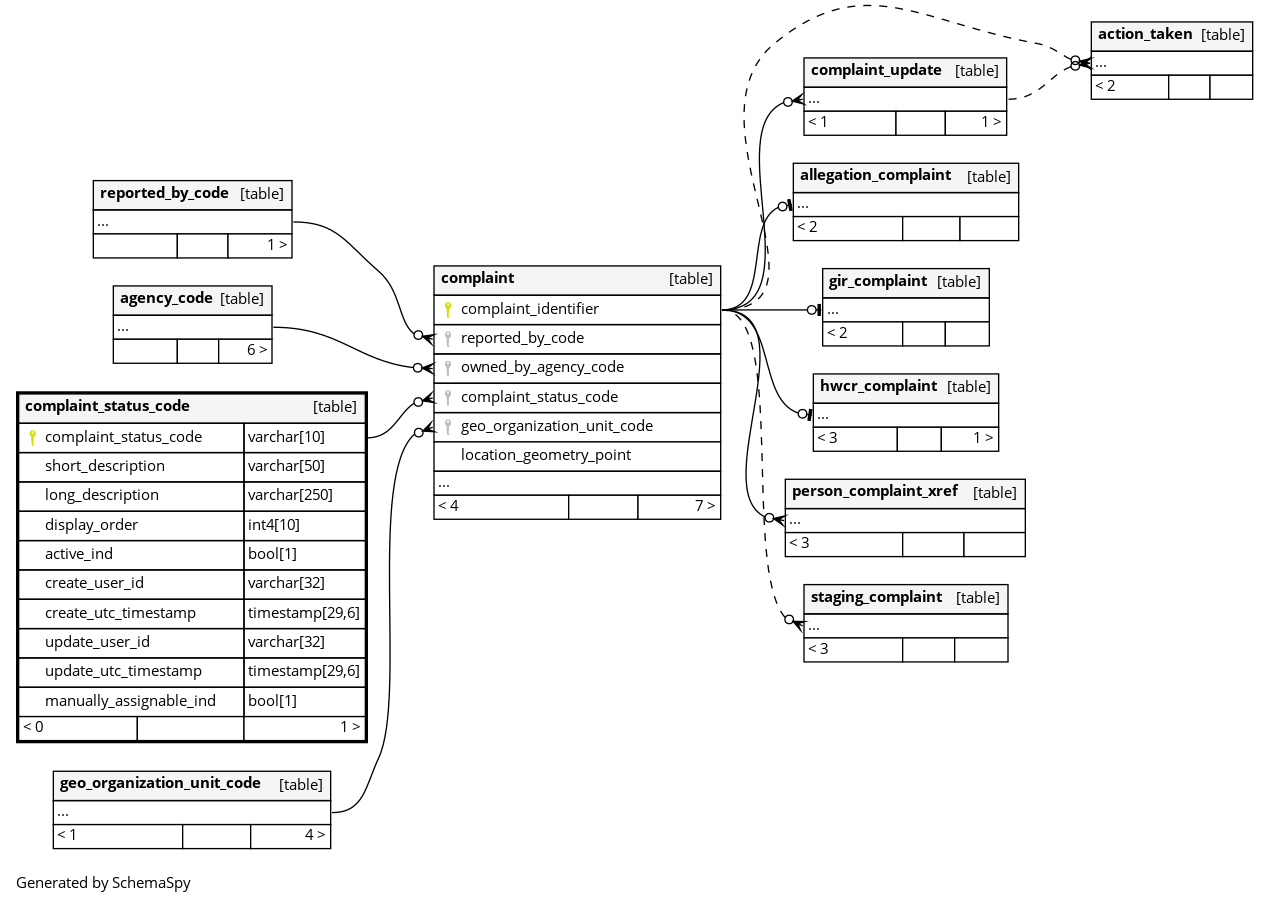 action_taken [table]
...
< 2
complaint_update [table]
...
< 1 1 >
allegation_complaint [table]
...
< 2
reported_by_code [table]
...
1 >
agency_code [table]
...
6 >
complaint [table]
complaint_identifier
reported_by_code
owned_by_agency_code
complaint_status_code
geo_organization_unit_code
location_geometry_point
...
< 4 7 >
gir_complaint [table]
...
< 2
hwcr_complaint [table]
...
< 3 1 >
person_complaint_xref [table]
...
< 3
staging_complaint [table]
...
< 3
complaint_status_code [table]
complaint_status_code varchar[10]
short_description varchar[50]
long_description varchar[250]
display_order int4[10]
active_ind bool[1]
create_user_id varchar[32]
create_utc_timestamp timestamp[29,6]
update_user_id varchar[32]
update_utc_timestamp timestamp[29,6]
manually_assignable_ind bool[1]
< 0 1 >
geo_organization_unit_code [table]
...
< 1 4 >
Generated by SchemaSpy